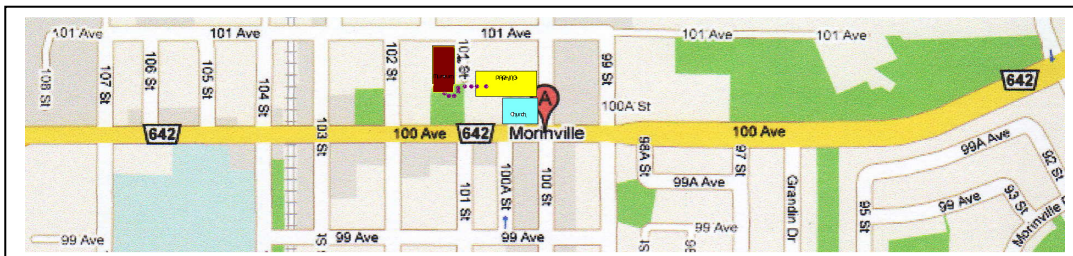 101 Ave
101 Ave
101 Ave
101 Ave
101 Ave
108 St
107 St
106 St
105 St
104 St
103 St
102 St
101 St
99 St
100A St
A
Church
642
642
642
100 Ave
Morinville
100 Ave
101 St
100A St
100 St
98A St
97 St
Grandin Dr
95 St
99A Ave
99A Ave
92 St
93 St
99 Ave
99 Ave
99 Ave
99 Ave
99 Ave